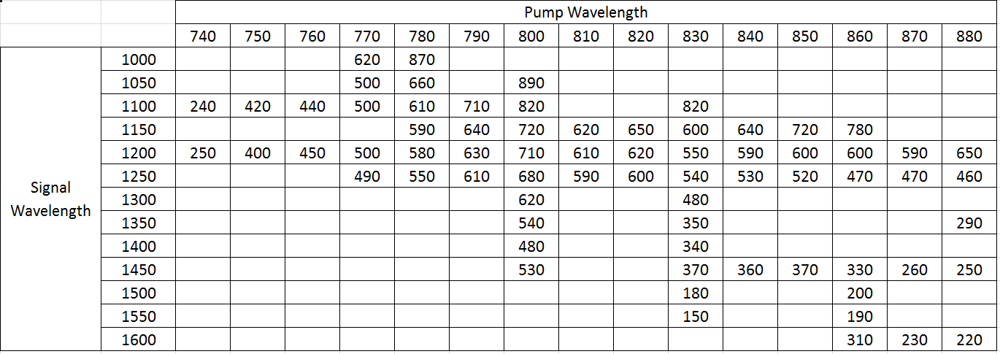 Pump Wavelength
740 750 760 770 780 790 800 810 820 830 840 850 860 870 880
1000 620 870
1050 500 660 890
1100 240 420 440 500 610 710 820 820
1150 590 640 720 620 650 600 640 720 780
1200 250 400 450 500 580 630 710 610 620 550 590 600 600 590 650
Signal
Wavelength
1250 490 550 610 680 590 600 540 530 520 470 470 460
1300 620 480
1350 540 350 290
1400 480 340
1450 530 370 360 370 330 260 250
1500 180 200
1550 150 190
1600 310 230 220